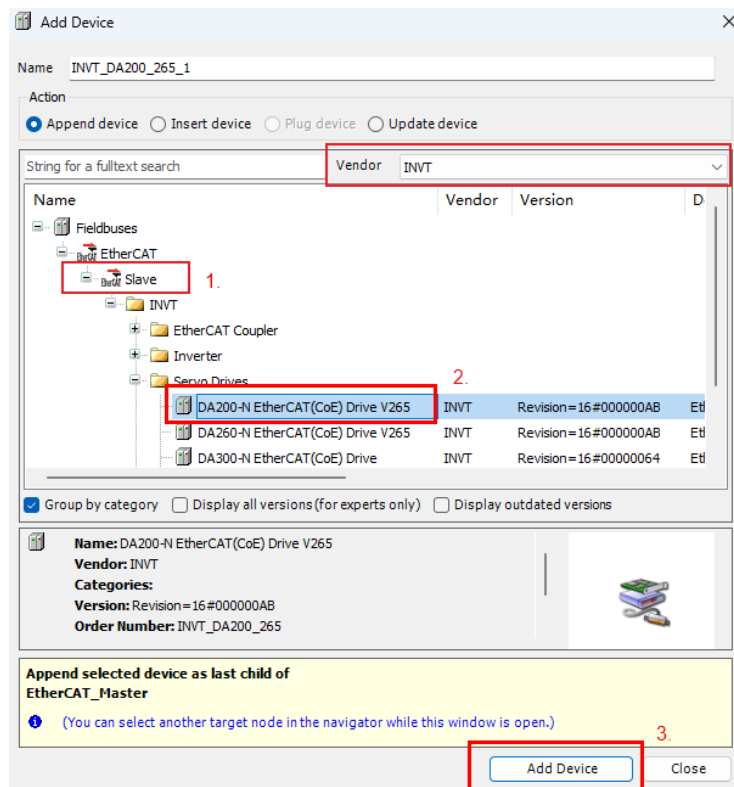 Add Device
Name INVT_DA200_265_1
Action
Append device Insert device Plug device Update device
String for a fulltext search Vendor INVT
Name Vendor Version D
Fieldbuses
EtherCAT
Slave 1.
INVT
EtherCAT Coupler
Inverter
Servo Drives 2.
DA200-N EtherCAT(CoE) Drive V265 INVT Revision=16#000000AB Et
DA260-N EtherCAT(CoE) Drive V265 INVT Revision=16#000000AB Et
DA300-N EtherCAT(CoE) Drive INVT Revision=16#00000064 Et
Group by category Display all versions (for experts only) Display outdated versions
Name: DA200-N EtherCAT(CoE) Drive V265
Vendor: INVT
Categories:
Version: Revision=16#000000AB
Order Number: INVT_DA200_265
Append selected device as last child of
EtherCAT_Master
(You can select another target node in the navigator while this window is open.)
3.
Add Device Close